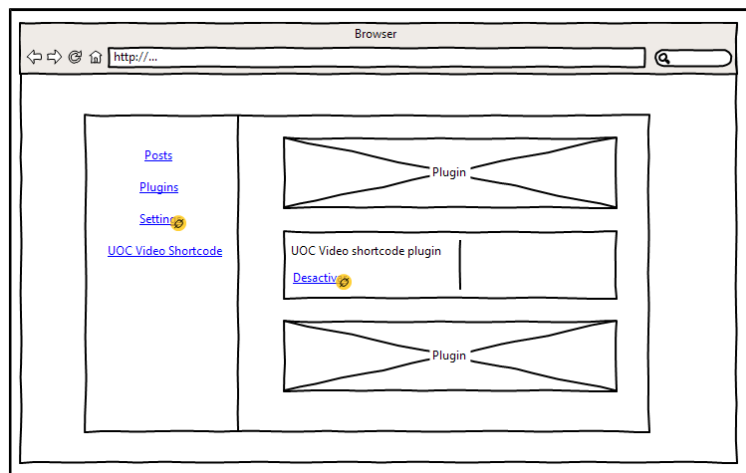 Browser
http://...
Posts
Plugins
Setting
UOC Video Shortcode
Plugin
UOC Video shortcode plugin
Desactiv
Plugin